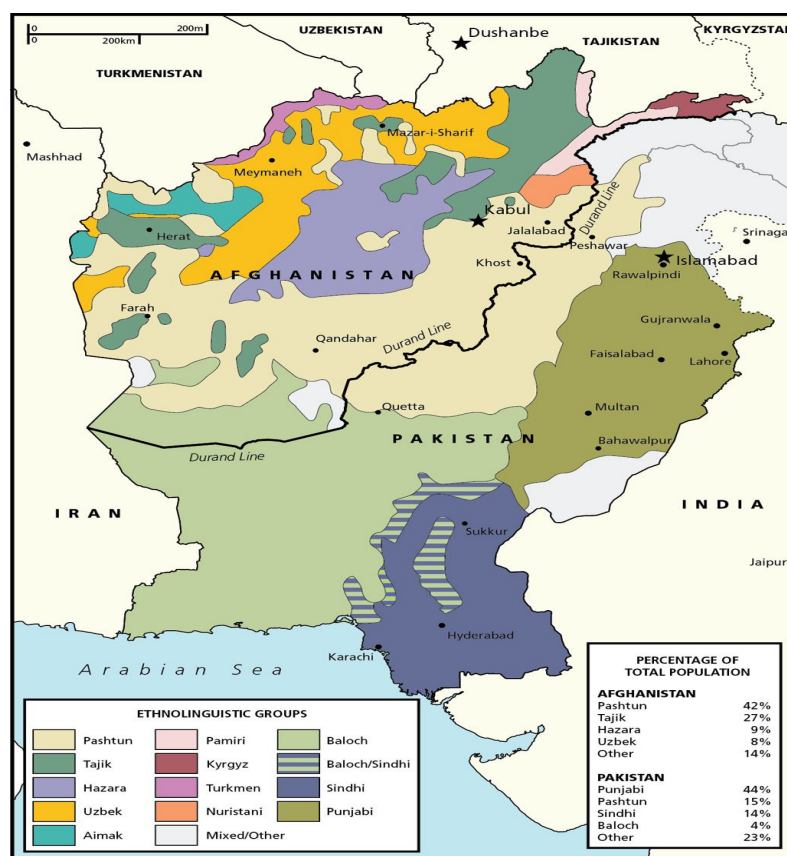 0 200m
0 200km
UZBEKISTAN
Dushanbe
TAJIKISTAN
KYRGYZSTAN
TURKMENISTAN
Mashhad
Mazar-i-Sharif
Meymaneh
Herat
Kabul
Jalalabad
Durand Line
Peshawar
Srinaga
Islamabad
Rawalpindi
AFGHANISTAN
Khost
Farah
Qandahar
Durand Line
Gujranwala
Faisalabad
Lahore
Quetta
Multan
PAKISTAN
Bahawalpur
Durand Line
IRAN
INDIA
Sukkur
Jaipur
Hyderabad
Karachi
Arabian Sea
ETHNOLINGUISTIC GROUPS
Pashtun Pamiri Baloch
Tajik Kyrgyz Baloch/Sindhi
Hazara Turkmen Sindhi
Uzbek Nuristani Punjabi
Aimak Mixed/Other
PERCENTAGE OF
TOTAL POPULATION
AFGHANISTAN
Pashtun 42%
Tajik 27%
Hazara 9%
Uzbek 8%
Other 14%
PAKISTAN
Punjabi 44%
Pashtun 15%
Sindhi 14%
Baloch 4%
Other 23%